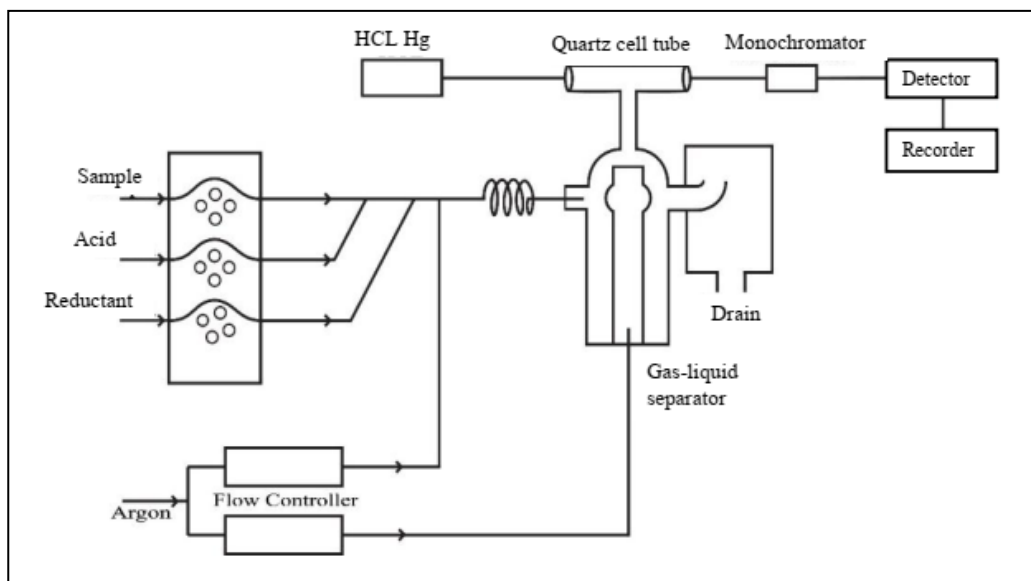 HCL Hg
Quartz cell tube
Monochromator
Detector
Recorder
Sample
Acid
Reductant
Drain
Gas-liquid
separator
Flow Controller
Argon